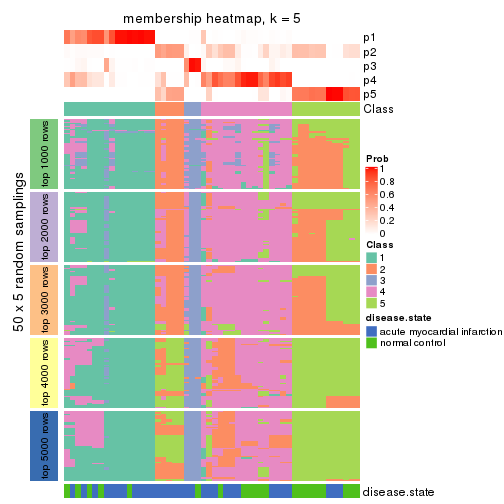 membership heatmap, k = 5
p1
p2
p3
p4
p5
Class
50 x 5 random samplings
top 1000 rows
top 2000 rows
top 3000 rows
top 4000 rows
top 5000 rows
disease.state
Prob
1
0.8
0.6
0.4
0.2
0
Class
1
2
3
4
5
disease.state
acute myocardial infarction
normal control